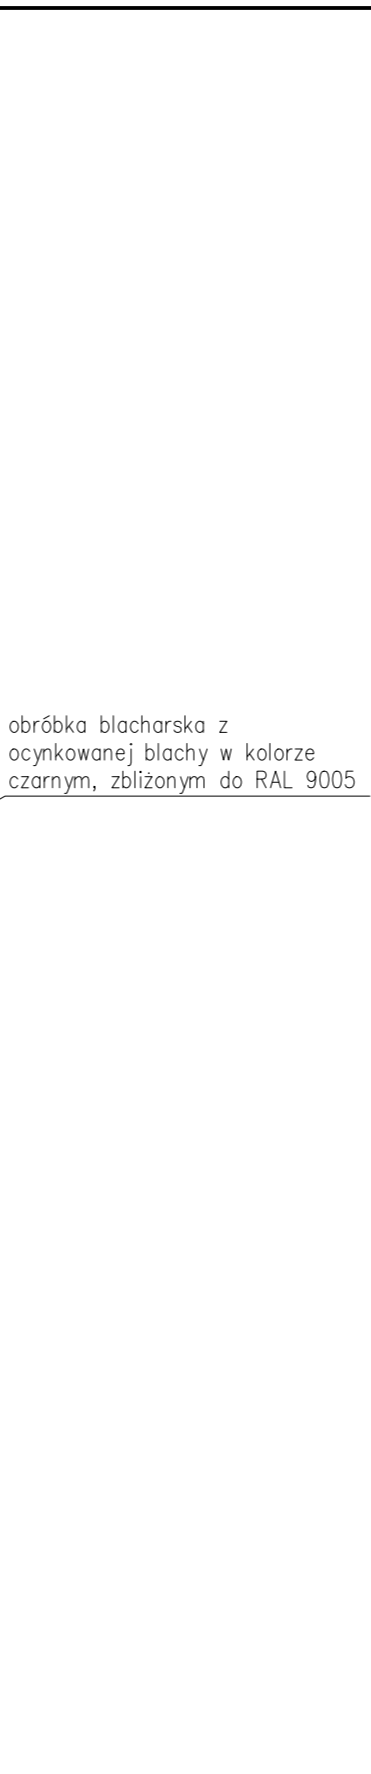 obróbka blacharska z
ocynkowanej blachy w kolorze
czarnym, zbliżonym do RAL 9005